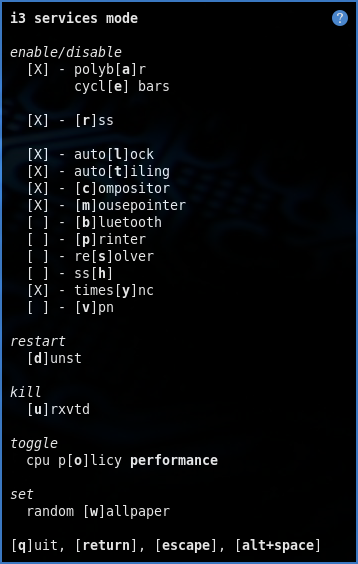 i3 services mode
?
enable/disable
[X] - polyb[a]r
cycl[e] bars
[X] - [r]ss
[X] - auto[l]ock
[X] - auto[t]iling
[X] - [c]ompositor
[X] - [m]ousepointer
[ ] - [b]luetooth
[ ] - [p]rinter
[ ] - re[s]olver
[ ] - ss[h]
[X] - times[y]nc
[ ] - [v]pn
restart
[d]unst
kill
[u]rxvtd
toggle
cpu p[o]licy performance
set
random [w]allpaper
[q]uit, [return], [escape], [alt+space]